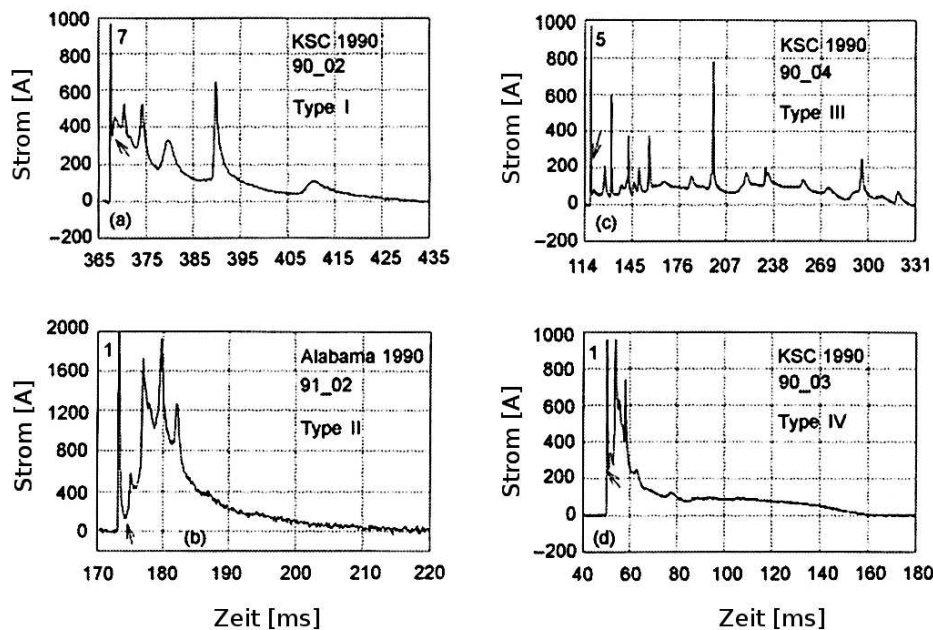 Strom [A]
1000
800
600
400
200
0
−200
7
KSC 1990
90_02
Type I
(a)
365 375 385 395 405 415 425 435
Strom [A]
1000
800
600
400
200
0
−200
5
KSC 1990
90_04
Type III
(c)
114 145 176 207 238 269 300 331
Strom [A]
2000
1600
1200
800
400
0
1
Alabama 1990
91_02
Type II
(b)
170 180 190 200 210 220
Zeit [ms]
Strom [A]
1000
800
600
400
200
0
−200
1
KSC 1990
90_03
Type IV
(d)
40 60 80 100 120 140 160 180
Zeit [ms]